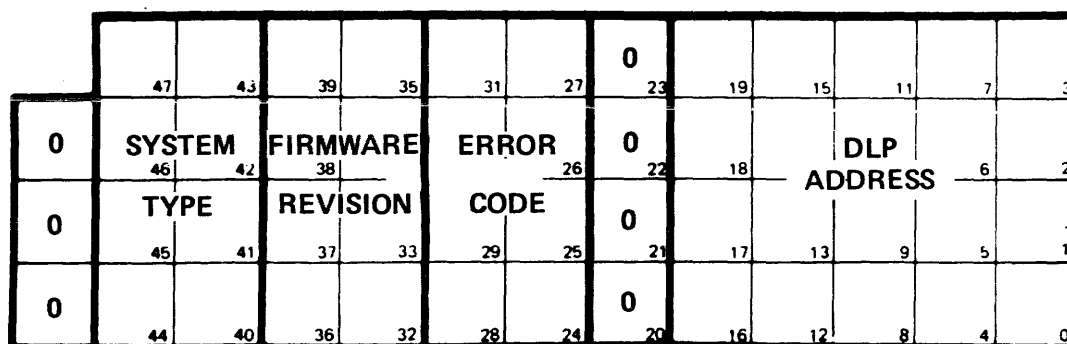 0
47 43 39 35 31 27 23 19 15 11 7 3
0 SYSTEM FIRMWARE ERROR 0 DLP
46 42 38 26 22 18 ADDRESS 6 2
0 TYPE REVISION CODE 0
45 41 37 33 29 25 21 17 13 9 5 1
0 0
44 40 36 32 28 24 20 16 12 8 4 0